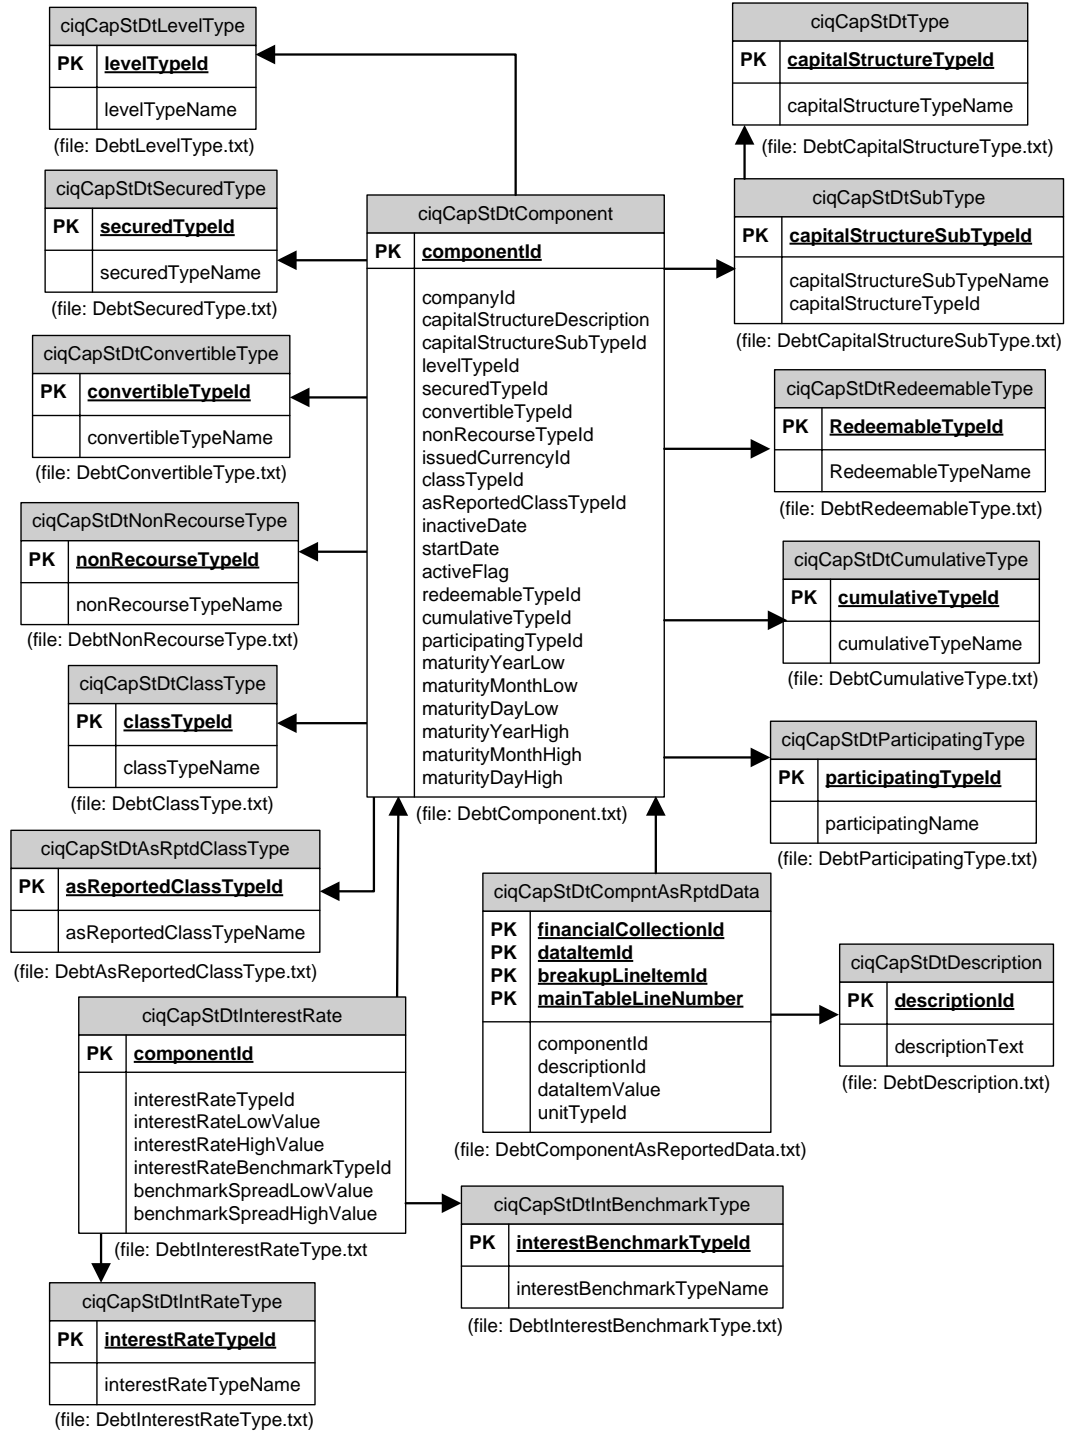 ciqCapStDtLevelType
PK levelTypeId
levelTypeName
(file: DebtLevelType.txt)
ciqCapStDtType
PK capitalStructureTypeId
capitalStructureTypeName
(file: DebtCapitalStructureType.txt)
ciqCapStDtSecuredType
PK securedTypeId
securedTypeName
(file: DebtSecuredType.txt)
ciqCapStDtComponent
PK componentId
companyId
capitalStructureDescription
capitalStructureSubTypeId
levelTypeId
securedTypeId
convertibleTypeId
nonRecourseTypeId
issuedCurrencyId
classTypeId
asReportedClassTypeId
inactiveDate
startDate
activeFlag
redeemableTypeId
cumulativeTypeId
participatingTypeId
maturityYearLow
maturityMonthLow
maturityDayLow
maturityYearHigh
maturityMonthHigh
maturityDayHigh
(file: DebtComponent.txt)
ciqCapStDtSubType
PK capitalStructureSubTypeId
capitalStructureSubTypeName
capitalStructureTypeId
(file: DebtCapitalStructureSubType.txt)
ciqCapStDtConvertibleType
PK convertibleTypeId
convertibleTypeName
(file: DebtConvertibleType.txt)
ciqCapStDtRedeemableType
PK RedeemableTypeId
RedeemableTypeName
(file: DebtRedeemableType.txt)
ciqCapStDtNonRecourseType
PK nonRecourseTypeId
nonRecourseTypeName
(file: DebtNonRecourseType.txt)
ciqCapStDtCumulativeType
PK cumulativeTypeId
cumulativeTypeName
(file: DebtCumulativeType.txt)
ciqCapStDtClassType
PK classTypeId
classTypeName
(file: DebtClassType.txt)
ciqCapStDtParticipatingType
PK participatingTypeId
participatingName
(file: DebtParticipatingType.txt)
ciqCapStDtAsRptdClassType
PK asReportedClassTypeId
asReportedClassTypeName
(file: DebtAsReportedClassType.txt)
ciqCapStDtCompntAsRptdData
PK financialCollectionId
PK dataItemId
PK breakupLineItemId
PK mainTableLineNumber
componentId
descriptionId
dataItemValue
unitTypeId
(file: DebtComponentAsReportedData.txt)
ciqCapStDtDescription
PK descriptionId
descriptionText
(file: DebtDescription.txt)
ciqCapStDtInterestRate
PK componentId
interestRateTypeId
interestRateLowValue
interestRateHighValue
interestRateBenchmarkTypeId
benchmarkSpreadLowValue
benchmarkSpreadHighValue
(file: DebtInterestRateType.txt
ciqCapStDtIntBenchmarkType
PK interestBenchmarkTypeId
interestBenchmarkTypeName
(file: DebtInterestBenchmarkType.txt)
ciqCapStDtIntRateType
PK interestRateTypeId
interestRateTypeName
(file: DebtInterestRateType.txt)